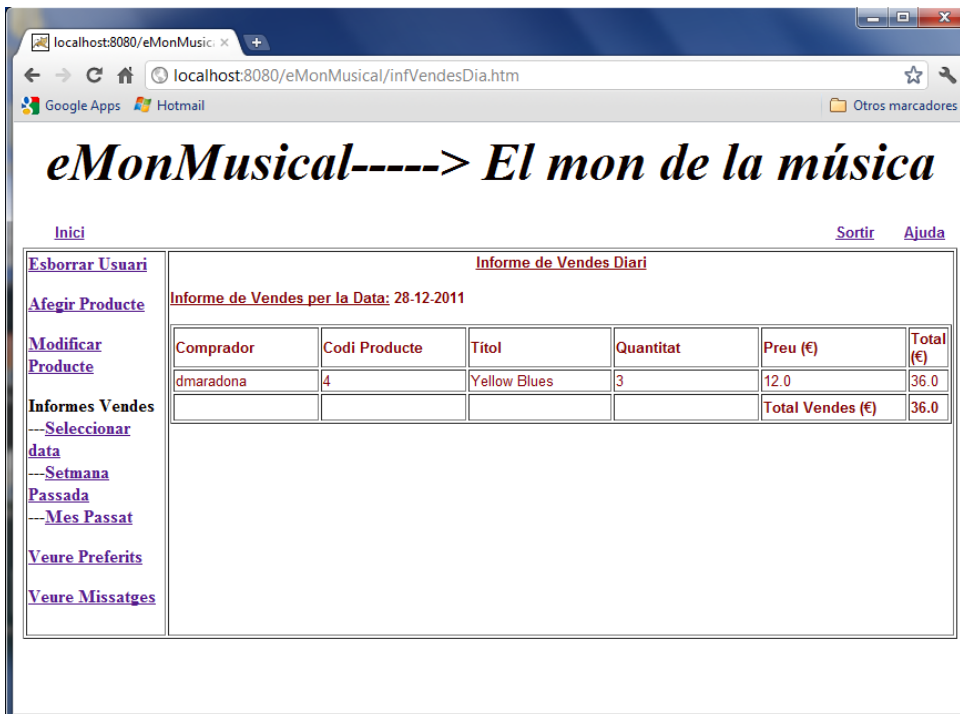 localhost:8080/eMonMusica
localhost:8080/eMonMusical/infVendesDia.htm
Google Apps Hotmail Otros marcadores
eMonMusical-----> El mon de la música
Inici Sortir Ajuda
Esborrar Usuari
Afegir Producte
Modificar
Producte
Informes Vendes
---Seleccionar
data
---Setmana
Passada
---Mes Passat
Veure Preferits
Veure Missatges
Informe de Vendes Diari
Informe de Vendes per la Data: 28-12-2011
Comprador Codi Producte Títol Quantitat Preu (€) Total (€)
dmaradona 4 Yellow Blues 3 12.0 36.0
Total Vendes (€) 36.0